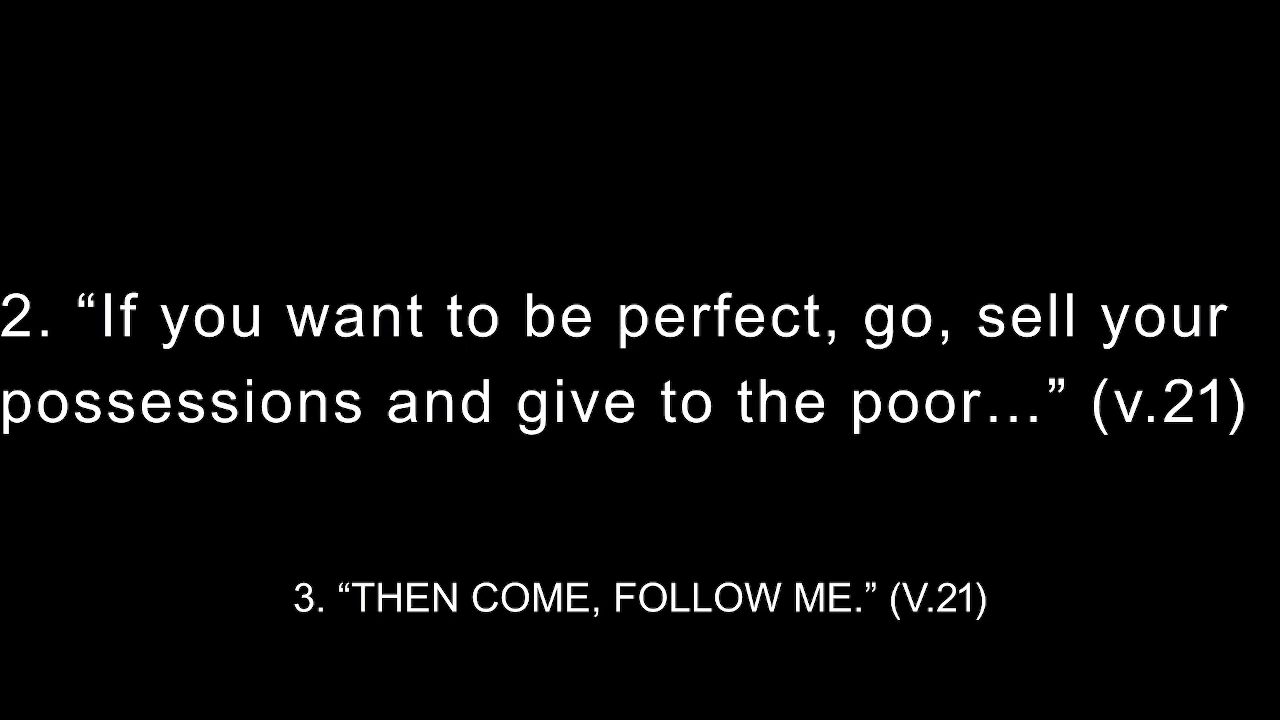 2. “If you want to be perfect, go, sell your
possessions and give to the poor…” (v.21)
3. “THEN COME, FOLLOW ME.” (V.21)